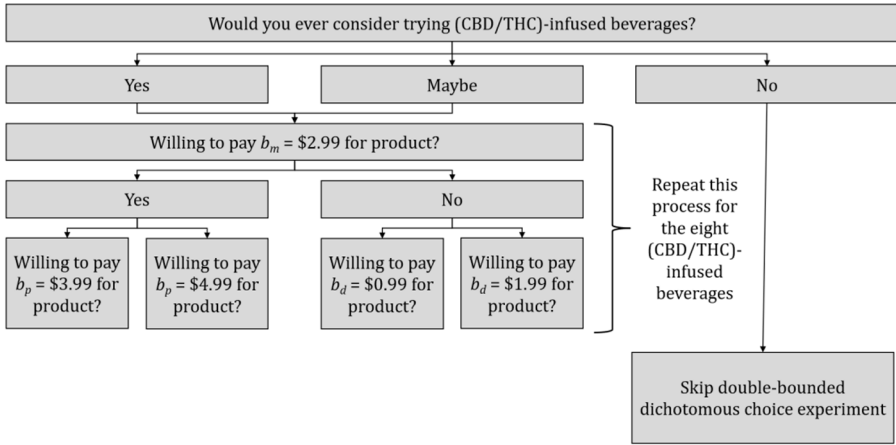 Would you ever consider trying (CBD/THC)-infused beverages?
Yes
Maybe
No
Willing to pay bₘ = $2.99 for product?
Yes
No
Willing to pay
bₚ = $3.99 for
product?
Willing to pay
bₚ = $4.99 for
product?
Willing to pay
b_d = $0.99 for
product?
Willing to pay
b_d = $1.99 for
product?
Repeat this
process for
the eight
(CBD/THC)-
infused
beverages
Skip double-bounded
dichotomous choice experiment